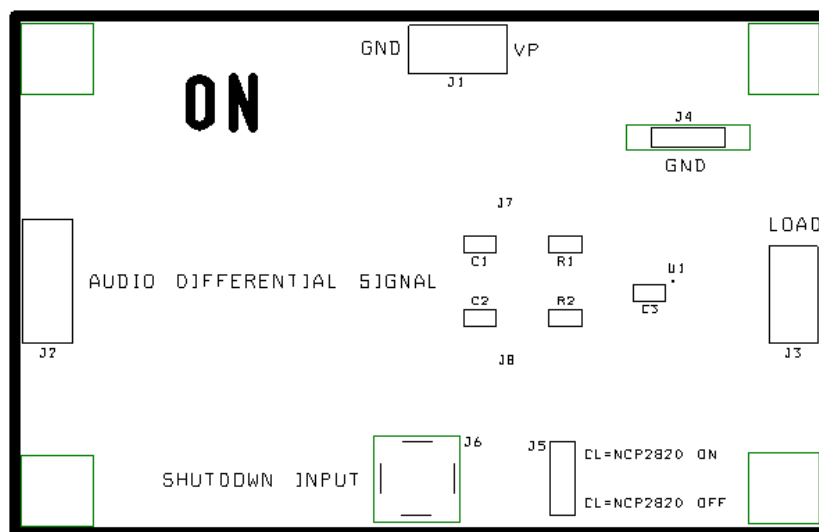 GND VP
J1
ON
J4
GND
J7
LOAD
C1 R1
U1
AUDIO DIFFERENTIAL SIGNAL
C2 R2
C3
J2
J3
J8
J6
J5
CL=NCP2820 ON
SHUTDOWN INPUT
CL=NCP2820 OFF